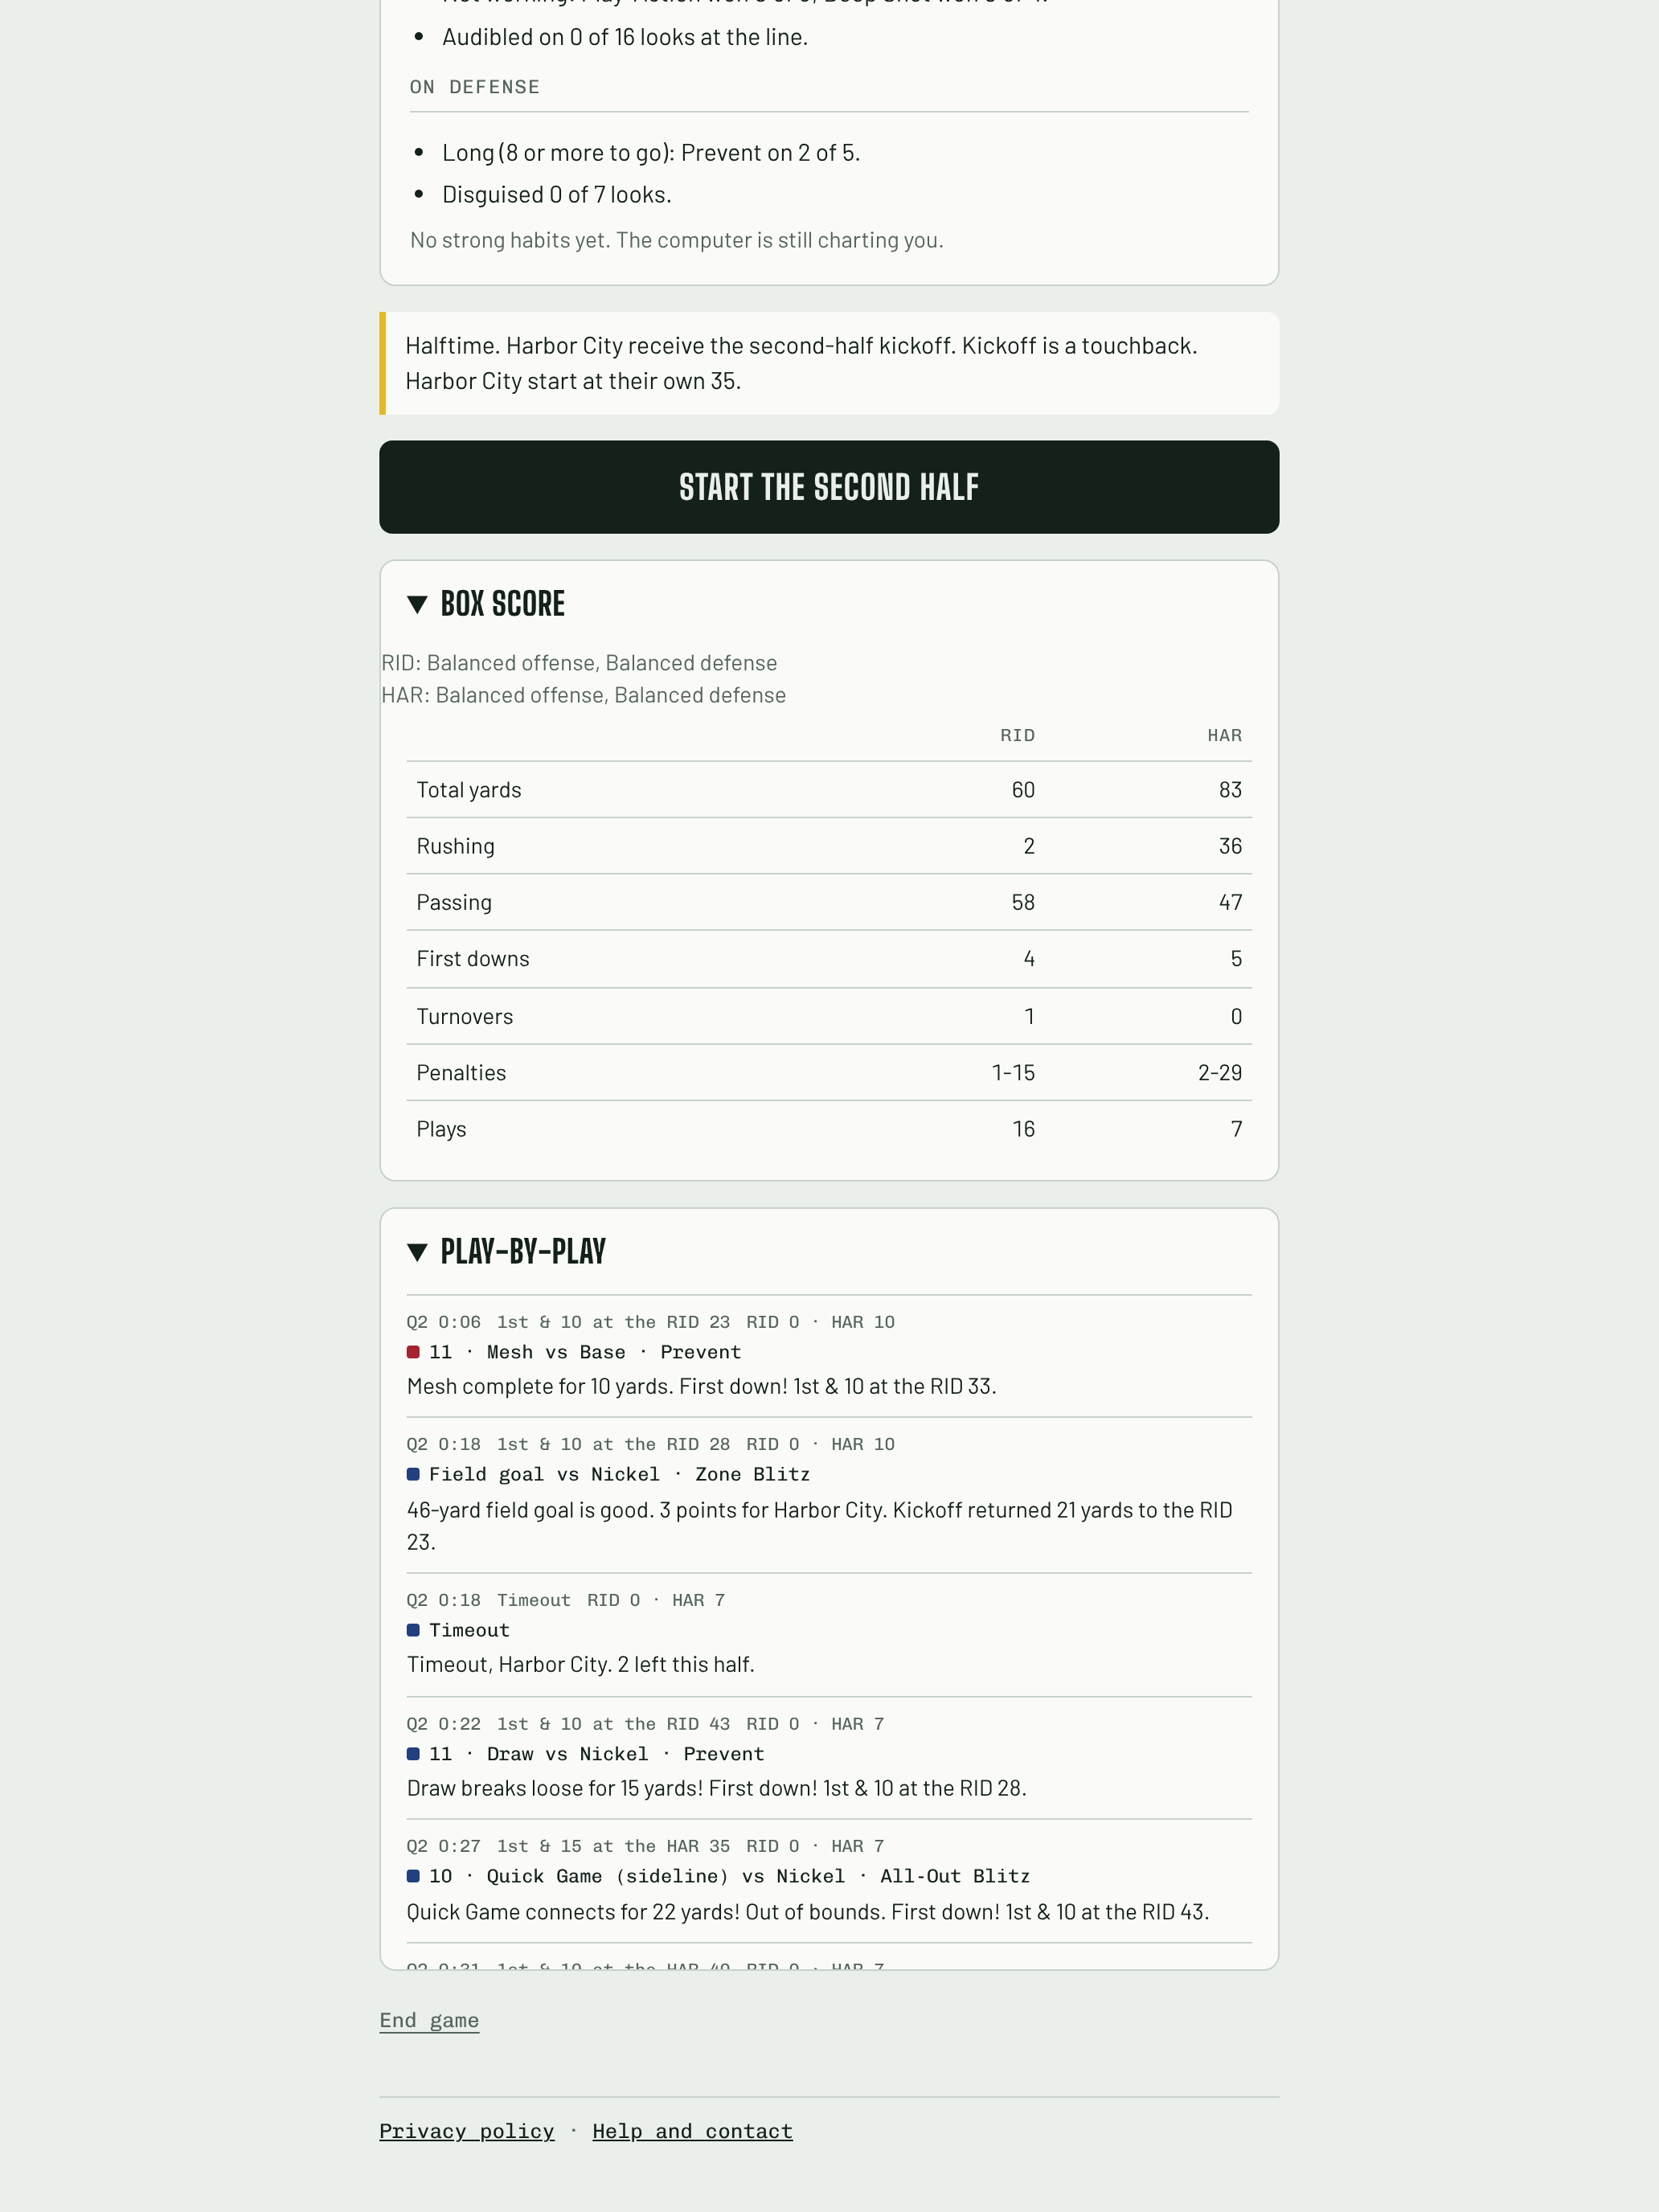 Audibled on 0 of 16 looks at the line.
ON DEFENSE
Long (8 or more to go): Prevent on 2 of 5.
Disguised 0 of 7 looks.
No strong habits yet. The computer is still charting you.
Halftime. Harbor City receive the second-half kickoff. Kickoff is a touchback.
Harbor City start at their own 35.
START THE SECOND HALF
▼ BOX SCORE
RID: Balanced offense, Balanced defense
HAR: Balanced offense, Balanced defense
RID HAR
Total yards 60 83
Rushing 2 36
Passing 58 47
First downs 4 5
Turnovers 1 0
Penalties 1-15 2-29
Plays 16 7
▼ PLAY-BY-PLAY
Q2 0:06 1st & 10 at the RID 23 RID 0 · HAR 10
11 · Mesh vs Base · Prevent
Mesh complete for 10 yards. First down! 1st & 10 at the RID 33.
Q2 0:18 1st & 10 at the RID 28 RID 0 · HAR 10
Field goal vs Nickel · Zone Blitz
46-yard field goal is good. 3 points for Harbor City. Kickoff returned 21 yards to the RID
23.
Q2 0:18 Timeout RID 0 · HAR 7
Timeout
Timeout, Harbor City. 2 left this half.
Q2 0:22 1st & 10 at the RID 43 RID 0 · HAR 7
11 · Draw vs Nickel · Prevent
Draw breaks loose for 15 yards! First down! 1st & 10 at the RID 28.
Q2 0:27 1st & 15 at the HAR 35 RID 0 · HAR 7
10 · Quick Game (sideline) vs Nickel · All-Out Blitz
Quick Game connects for 22 yards! Out of bounds. First down! 1st & 10 at the RID 43.
Q2 0:31 1st & 10 at the HAR 40 RID 0 · HAR 7
End game
Privacy policy · Help and contact